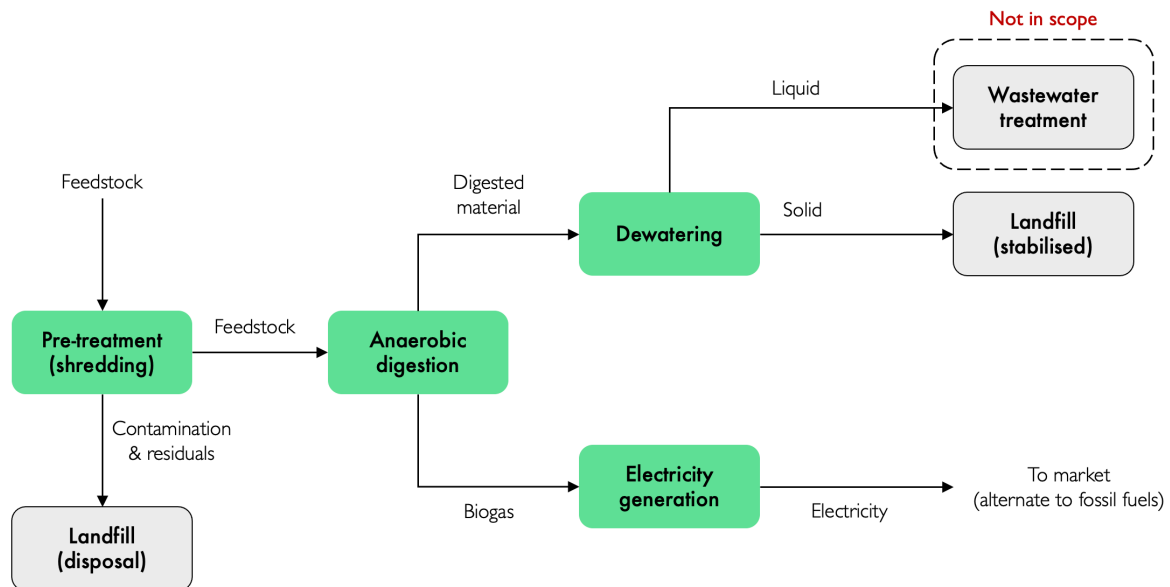 Not in scope
Wastewater
treatment
Liquid
Feedstock
Digested
material
Dewatering
Solid
Landfill
(stabilised)
Pre-treatment
(shredding)
Feedstock
Anaerobic
digestion
Contamination
& residuals
Landfill
(disposal)
Biogas
Electricity
generation
Electricity
To market
(alternate to fossil fuels)